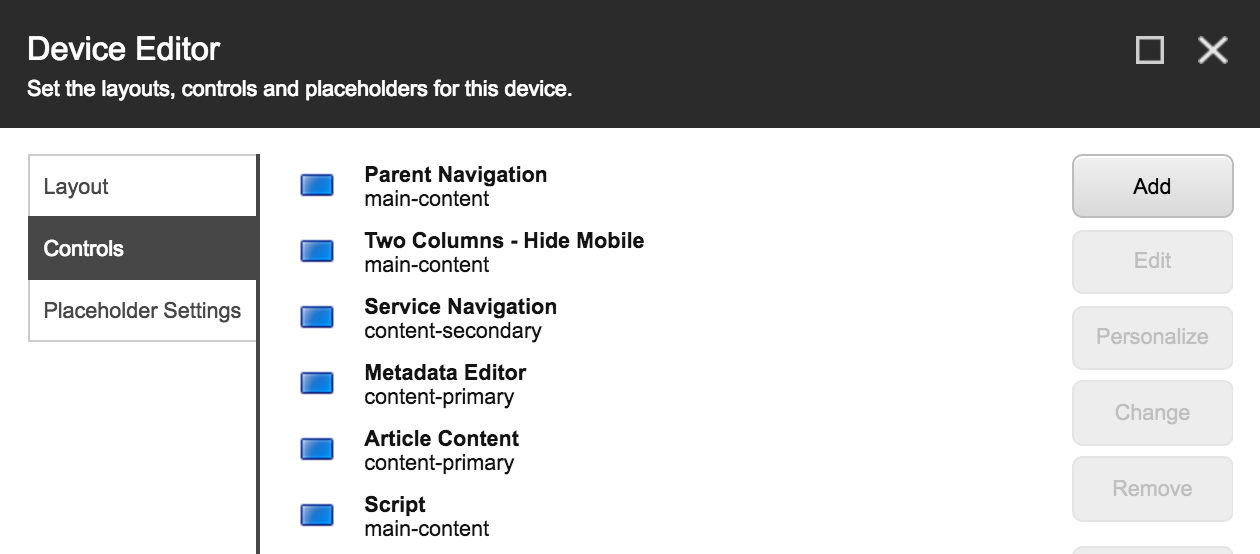 Device Editor
Set the layouts, controls and placeholders for this device.
Layout
Controls
Placeholder Settings
Parent Navigation
main-content
Two Columns - Hide Mobile
main-content
Service Navigation
content-secondary
Metadata Editor
content-primary
Article Content
content-primary
Script
main-content
Add
Edit
Personalize
Change
Remove